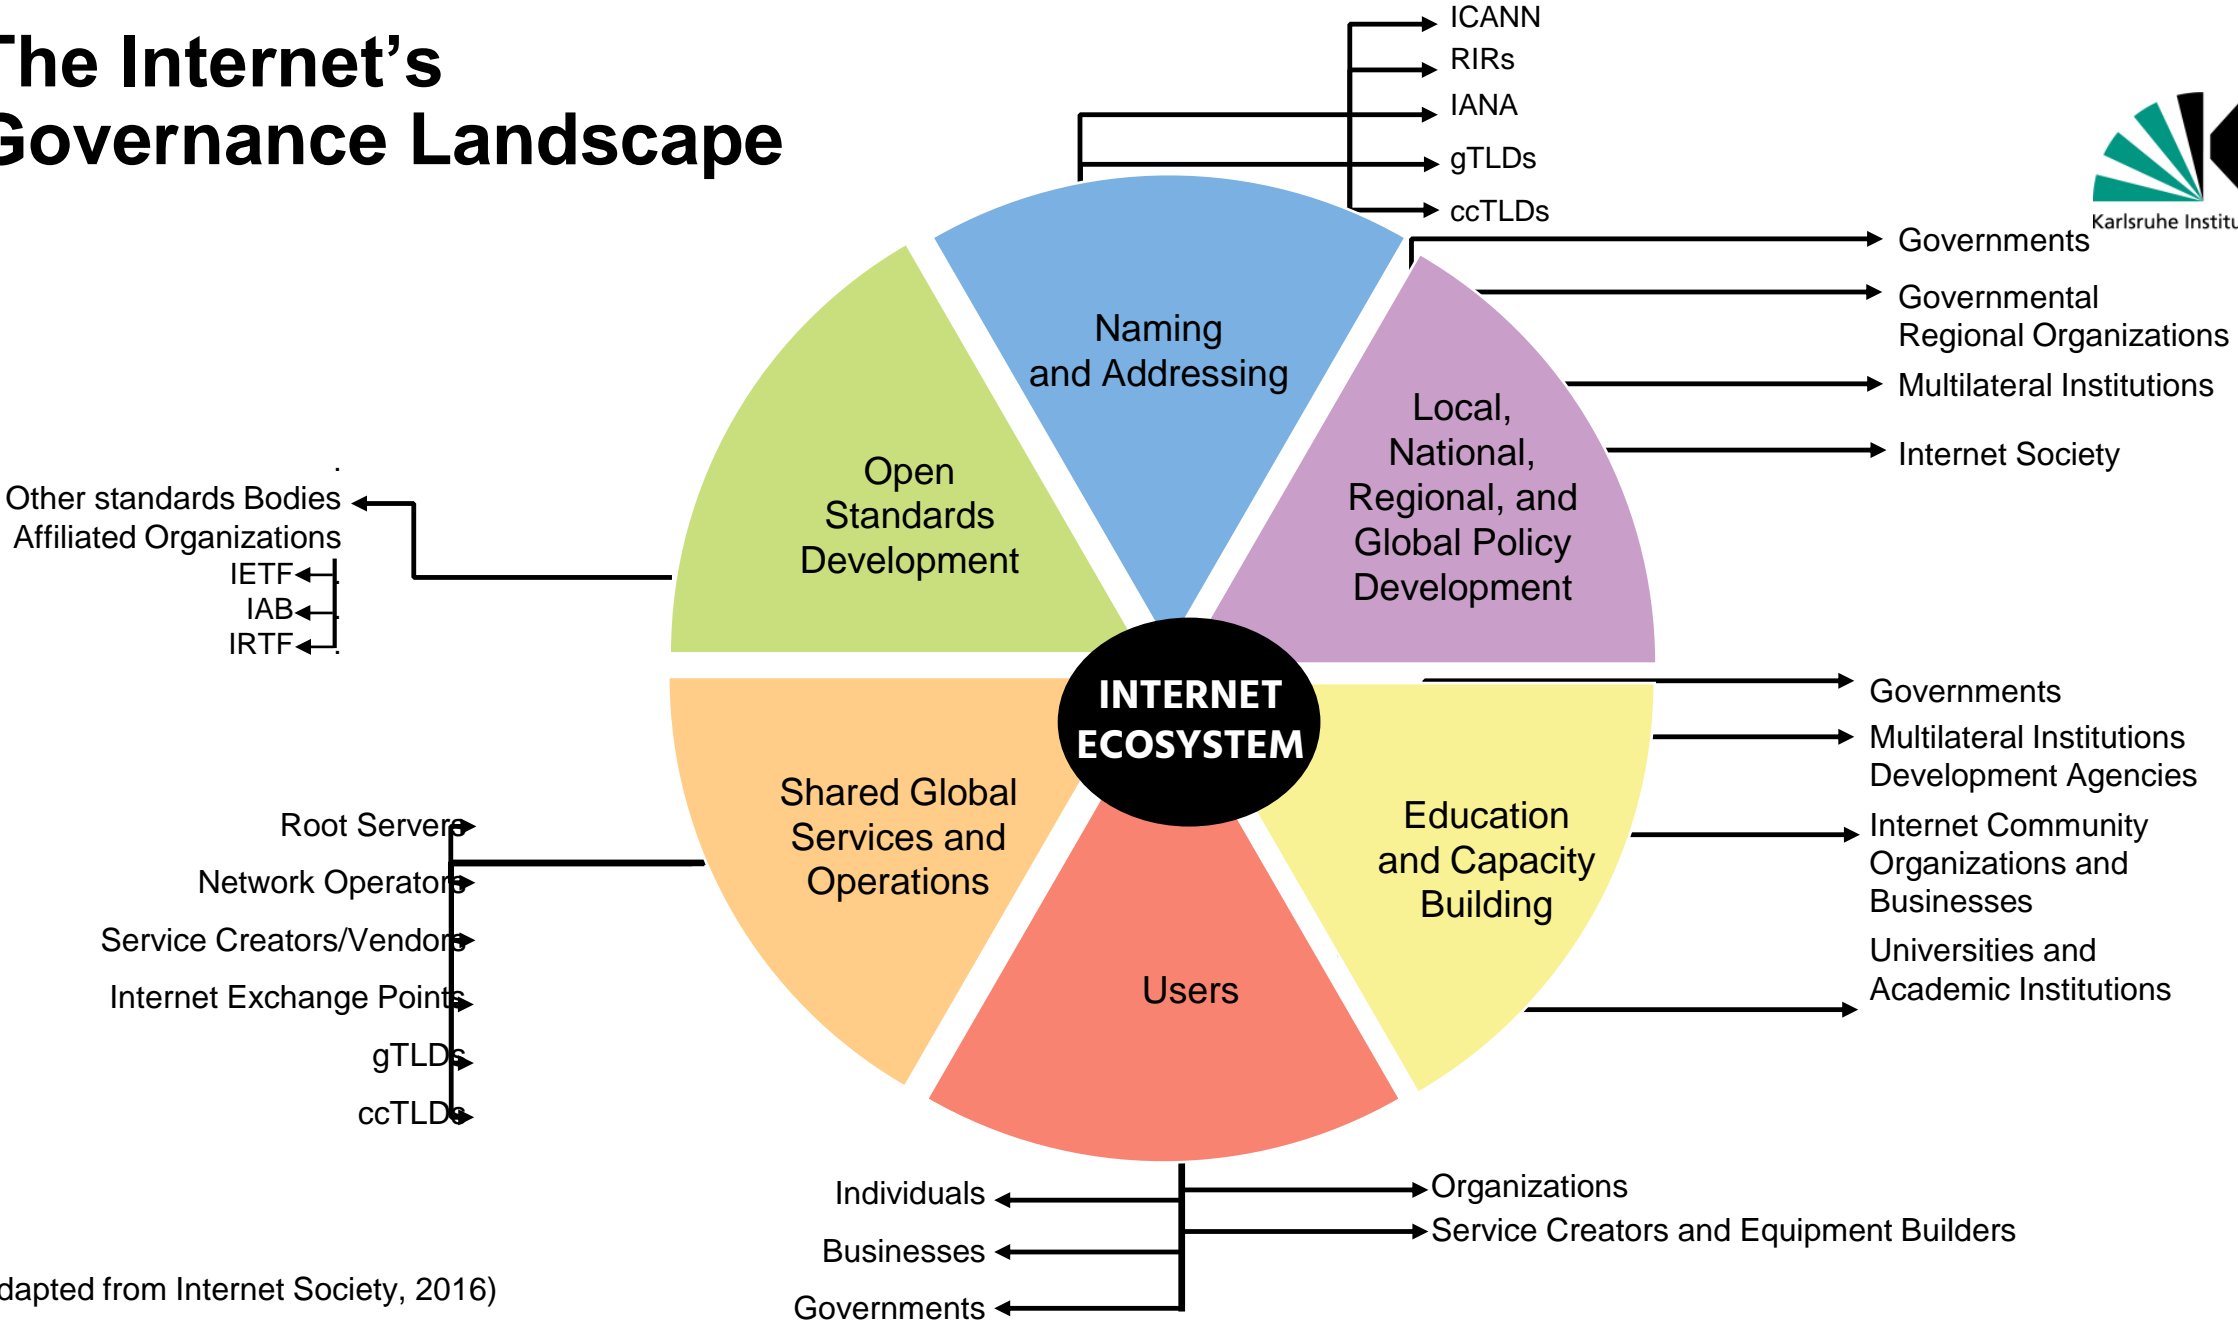 The Internet's
Governance Landscape
ICANN
RIRs
IANA
gTLDs
ccTLDs
Karlsruhe Institu
Governments
Governmental
Regional Organizations
Multilateral Institutions
Internet Society
Naming
and Addressing
Local,
National,
Regional, and
Global Policy
Development
Open
Standards
Development
Other standards Bodies
Affiliated Organizations
IETF
IAB
IRTF
INTERNET
ECOSYSTEM
Governments
Multilateral Institutions
Development Agencies
Internet Community
Organizations and
Businesses
Universities and
Academic Institutions
Education
and Capacity
Building
Shared Global
Services and
Operations
Root Servers
Network Operators
Service Creators/Vendors
Internet Exchange Points
gTLDs
ccTLDs
Users
Individuals
Businesses
Governments
Organizations
Service Creators and Equipment Builders
dapted from Internet Society, 2016)